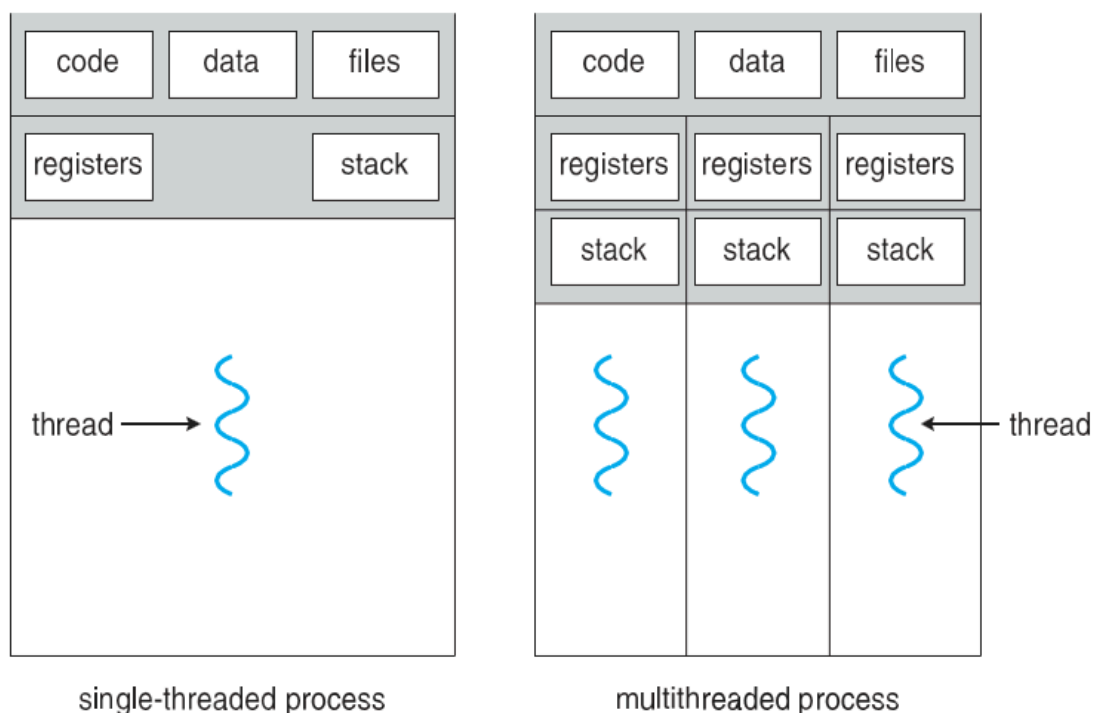 code data files
registers stack
thread
single-threaded process
code data files
registers registers registers
stack stack stack
thread
multithreaded process